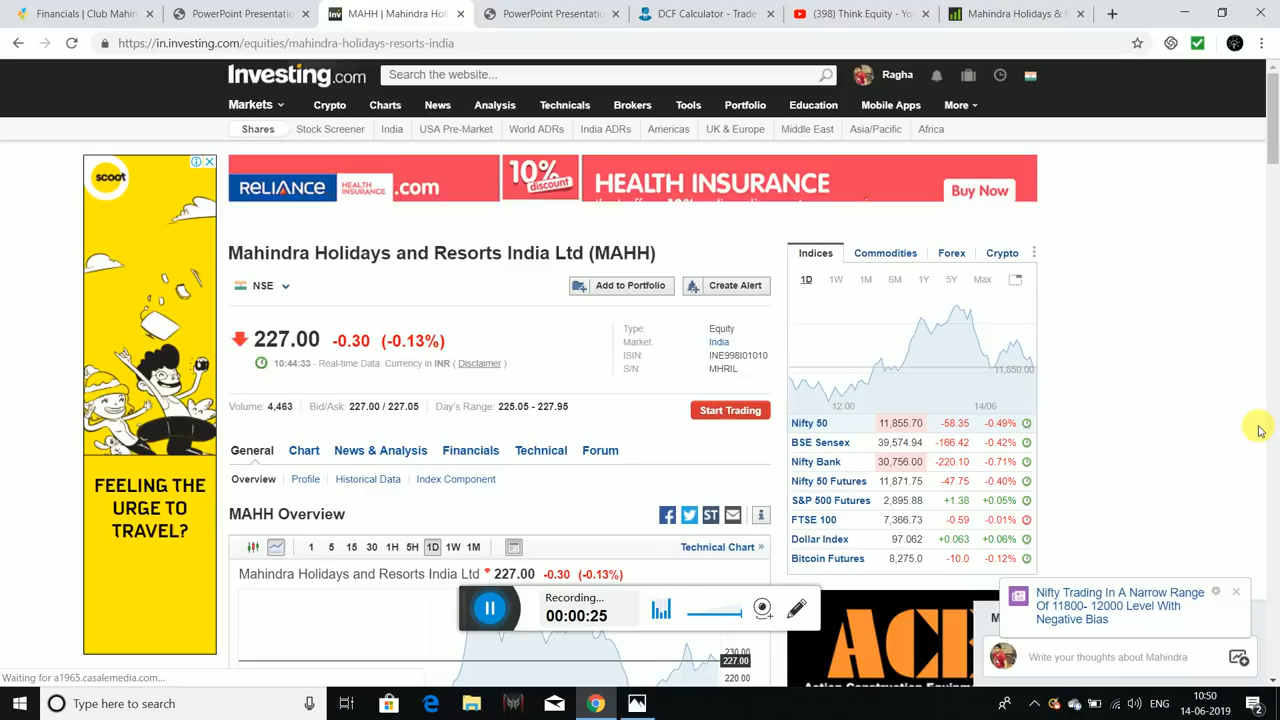 Financials | Club Mahin
PowerPoint Presentatio
MAHH | Mahindra Hol
PowerPoint Presentatio
DCF Calculator - Trade
(398) Think Equity - Yo
Mahindra Holidays & R
https://in.investing.com/equities/mahindra-holidays-resorts-india
Investing.com
Search the website...
Ragha
Markets
Crypto
Charts
News
Analysis
Technicals
Brokers
Tools
Portfolio
Education
Mobile Apps
More
Shares
Stock Screener
India
USA Pre-Market
World ADRs
India ADRs
Americas
UK & Europe
Middle East
Asia/Pacific
Africa
scoot
FEELING THE
URGE TO
TRAVEL?
RELIANCE HEALTH INSURANCE .com
10% discount
HEALTH INSURANCE
Buy Now
Mahindra Holidays and Resorts India Ltd (MAHH)
NSE
Add to Portfolio
Create Alert
227.00 -0.30 (-0.13%)
10:44:33 - Real-time Data. Currency in INR ( Disclaimer )
Type: Equity
Market: India
ISIN: INE998I01010
S/N: MHRIL
Volume: 4,463
Bid/Ask: 227.00 / 227.05
Day's Range: 225.05 - 227.95
Start Trading
General
Chart
News & Analysis
Financials
Technical
Forum
Overview
Profile
Historical Data
Index Component
MAHH Overview
1 5 15 30 1H 5H 1D 1W 1M
Technical Chart »
Mahindra Holidays and Resorts India Ltd 227.00 -0.30 (-0.13%)
230.00
227.00
220.00
Indices
Commodities
Forex
Crypto
1D 1W 1M 6M 1Y 5Y Max
11,850.00
12:00 14/06
Nifty 50 11,855.70 -58.35 -0.49%
BSE Sensex 39,574.94 -166.42 -0.42%
Nifty Bank 30,756.00 -220.10 -0.71%
Nifty 50 Futures 11,871.75 -47.75 -0.40%
S&P 500 Futures 2,895.88 +1.38 +0.05%
FTSE 100 7,366.73 -0.59 -0.01%
Dollar Index 97.062 +0.063 +0.06%
Bitcoin Futures 8,275.0 -10.0 -0.12%
Recording...
00:00:25
ACE
Action Construction Equipmen
Nifty Trading In A Narrow Range
Of 11800- 12000 Level With
Negative Bias
Write your thoughts about Mahindra
Waiting for a1965.casalemedia.com...
Type here to search
ENG
10:50
14-06-2019
2